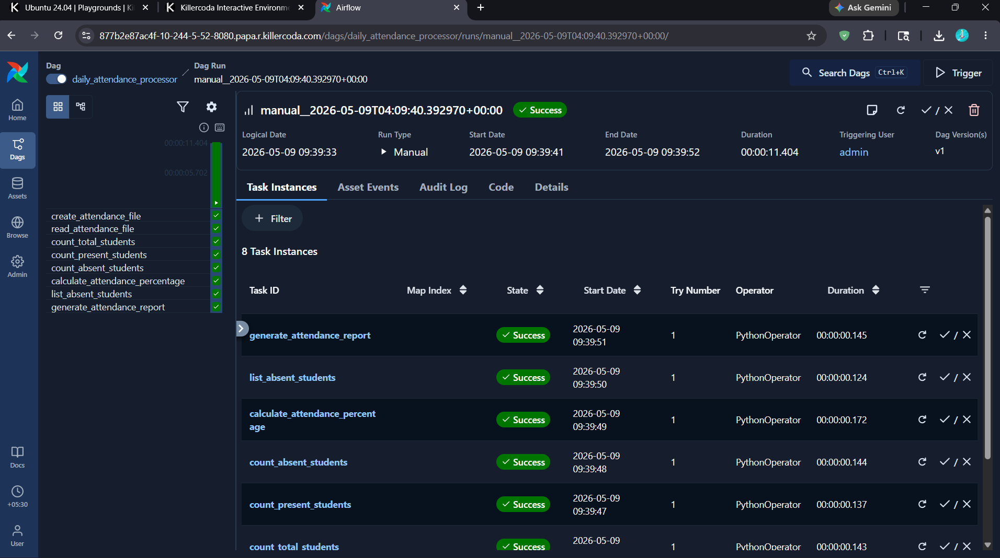 Ubuntu 24.04 | Playgrounds | Ki
Killercoda Interactive Environme
Airflow
Ask Gemini
877b2e87ac4f-10-244-5-52-8080.papa.r.killercoda.com/dags/daily_attendance_processor/runs/manual__2026-05-09T04:09:40.392970+00:00/
Home
Dags
Assets
Browse
Admin
Docs
+05:30
User
Dag
daily_attendance_processor
Dag Run
manual__2026-05-09T04:09:40.392970+00:00
Search Dags Ctrl+K
Trigger
00:00:11.404
00:00:05.702
create_attendance_file
read_attendance_file
count_total_students
count_present_students
count_absent_students
calculate_attendance_percentage
list_absent_students
generate_attendance_report
manual__2026-05-09T04:09:40.392970+00:00 Success
/
Logical Date Run Type Start Date End Date Duration Triggering User Dag Version(s)
2026-05-09 09:39:33 Manual 2026-05-09 09:39:41 2026-05-09 09:39:52 00:00:11.404 admin v1
Task Instances Asset Events Audit Log Code Details
+ Filter
8 Task Instances
Task ID Map Index State Start Date Try Number Operator Duration
generate_attendance_report Success 2026-05-09 09:39:51 1 PythonOperator 00:00:00.145 /
list_absent_students Success 2026-05-09 09:39:50 1 PythonOperator 00:00:00.124 /
calculate_attendance_percent
age Success 2026-05-09 09:39:49 1 PythonOperator 00:00:00.172 /
count_absent_students Success 2026-05-09 09:39:48 1 PythonOperator 00:00:00.144 /
count_present_students Success 2026-05-09 09:39:47 1 PythonOperator 00:00:00.137 /
count_total_students Success 2026-05-09 1 PythonOperator 00:00:00.143 /